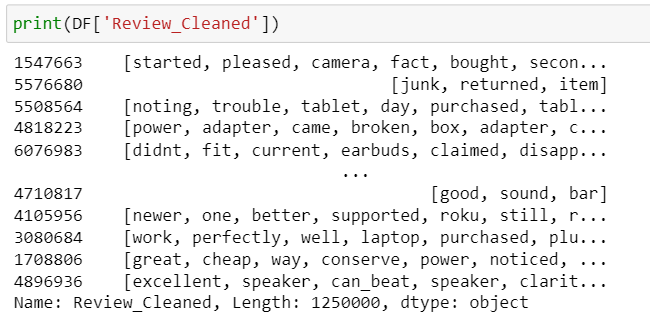 print(DF['Review_Cleaned'])
1547663    [started, pleased, camera, fact, bought, secon...
5576680                            [junk, returned, item]
5508564    [noting, trouble, tablet, day, purchased, tabl...
4818223    [power, adapter, came, broken, box, adapter, c...
6076983    [didnt, fit, current, earbuds, claimed, disapp...
                                 ...
4710817                                [good, sound, bar]
4105956    [newer, one, better, supported, roku, still, r...
3080684    [work, perfectly, well, laptop, purchased, plu...
1708806    [great, cheap, way, conserve, power, noticed, ...
4896936    [excellent, speaker, can_beat, speaker, clarit...
Name: Review_Cleaned, Length: 1250000, dtype: object